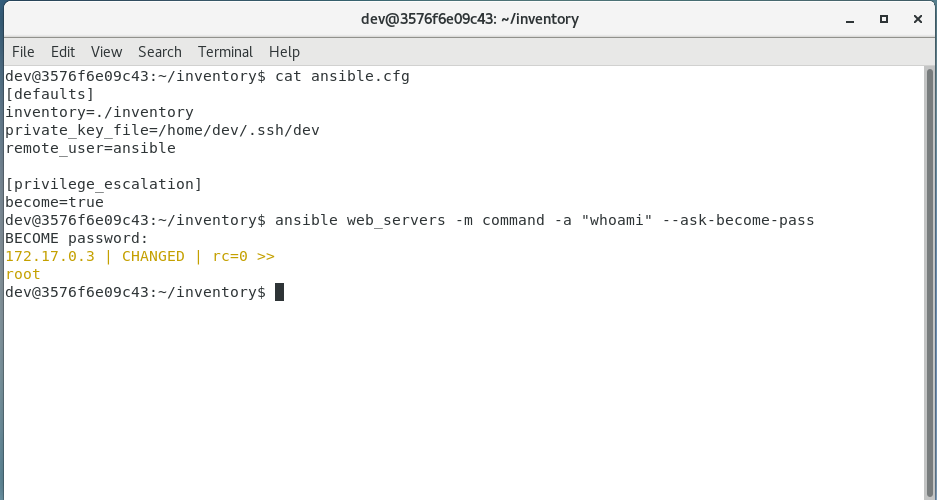 dev@3576f6e09c43: ~/inventory
File Edit View Search Terminal Help
dev@3576f6e09c43:~/inventory$ cat ansible.cfg
[defaults]
inventory=./inventory
private_key_file=/home/dev/.ssh/dev
remote_user=ansible
[privilege_escalation]
become=true
dev@3576f6e09c43:~/inventory$ ansible web_servers -m command -a "whoami" --ask-become-pass
BECOME password:
172.17.0.3 | CHANGED | rc=0 >>
root
dev@3576f6e09c43:~/inventory$